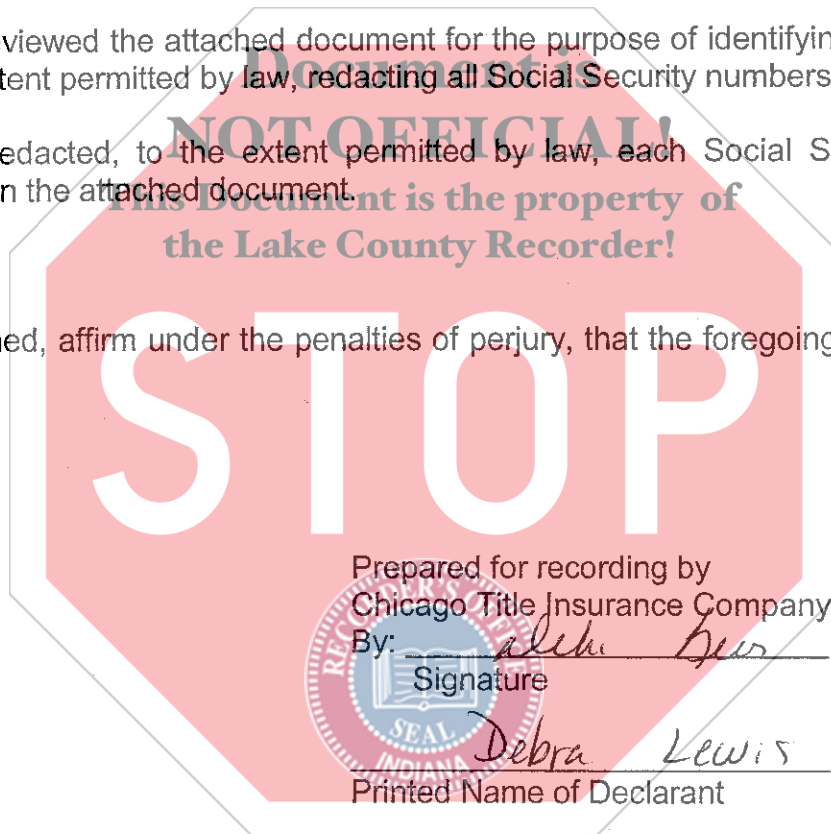 viewed the attached document for the purpose of identifyin
tent permitted by law, redacting all Social Security numbers
Document is
NOT OFFICIAL!
edacted, to the extent permitted by law, each Social S
n the attached document.
This Document is the property of
the Lake County Recorder!
ed, affirm under the penalties of perjury, that the foregoing
STOP
Prepared for recording by
Chicago Title Insurance Company
By:
Signature
RECORDER'S OFFICE
SEAL
INDIANA
Debra Lewis
Printed Name of Declarant